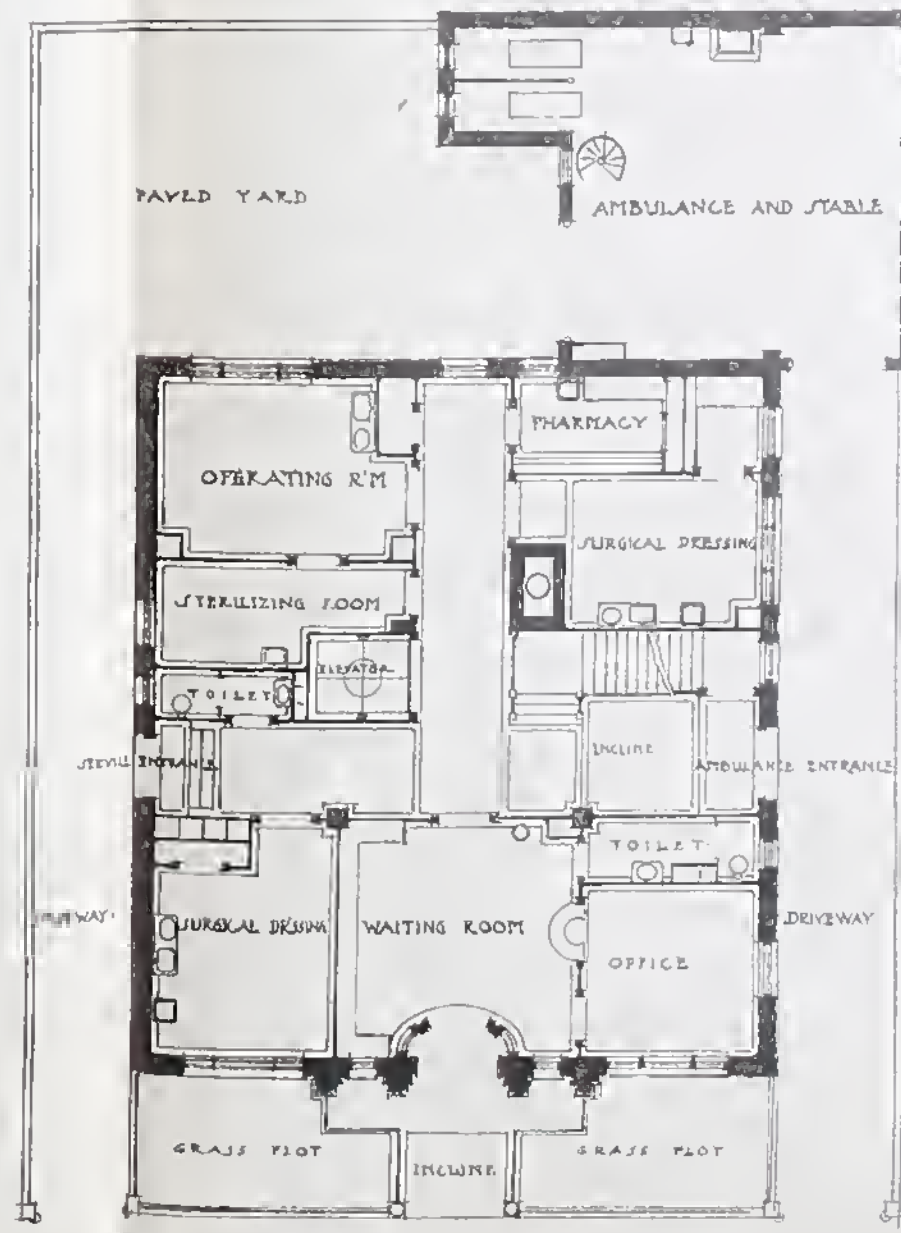 PAVED YARD
AMBULANCE AND STABLE
PHARMACY
OPERATING R'M
SURGICAL DRESSING
STERILIZING ROOM
ELEVATOR
TOILET
INCLINE
ENTRANCE
AMBULANCE ENTRANCE
TOILET
SURGICAL DRESSING
WAITING ROOM
DRIVEWAY
OFFICE
GRASS PLOT
INCLINE
GRASS PLOT